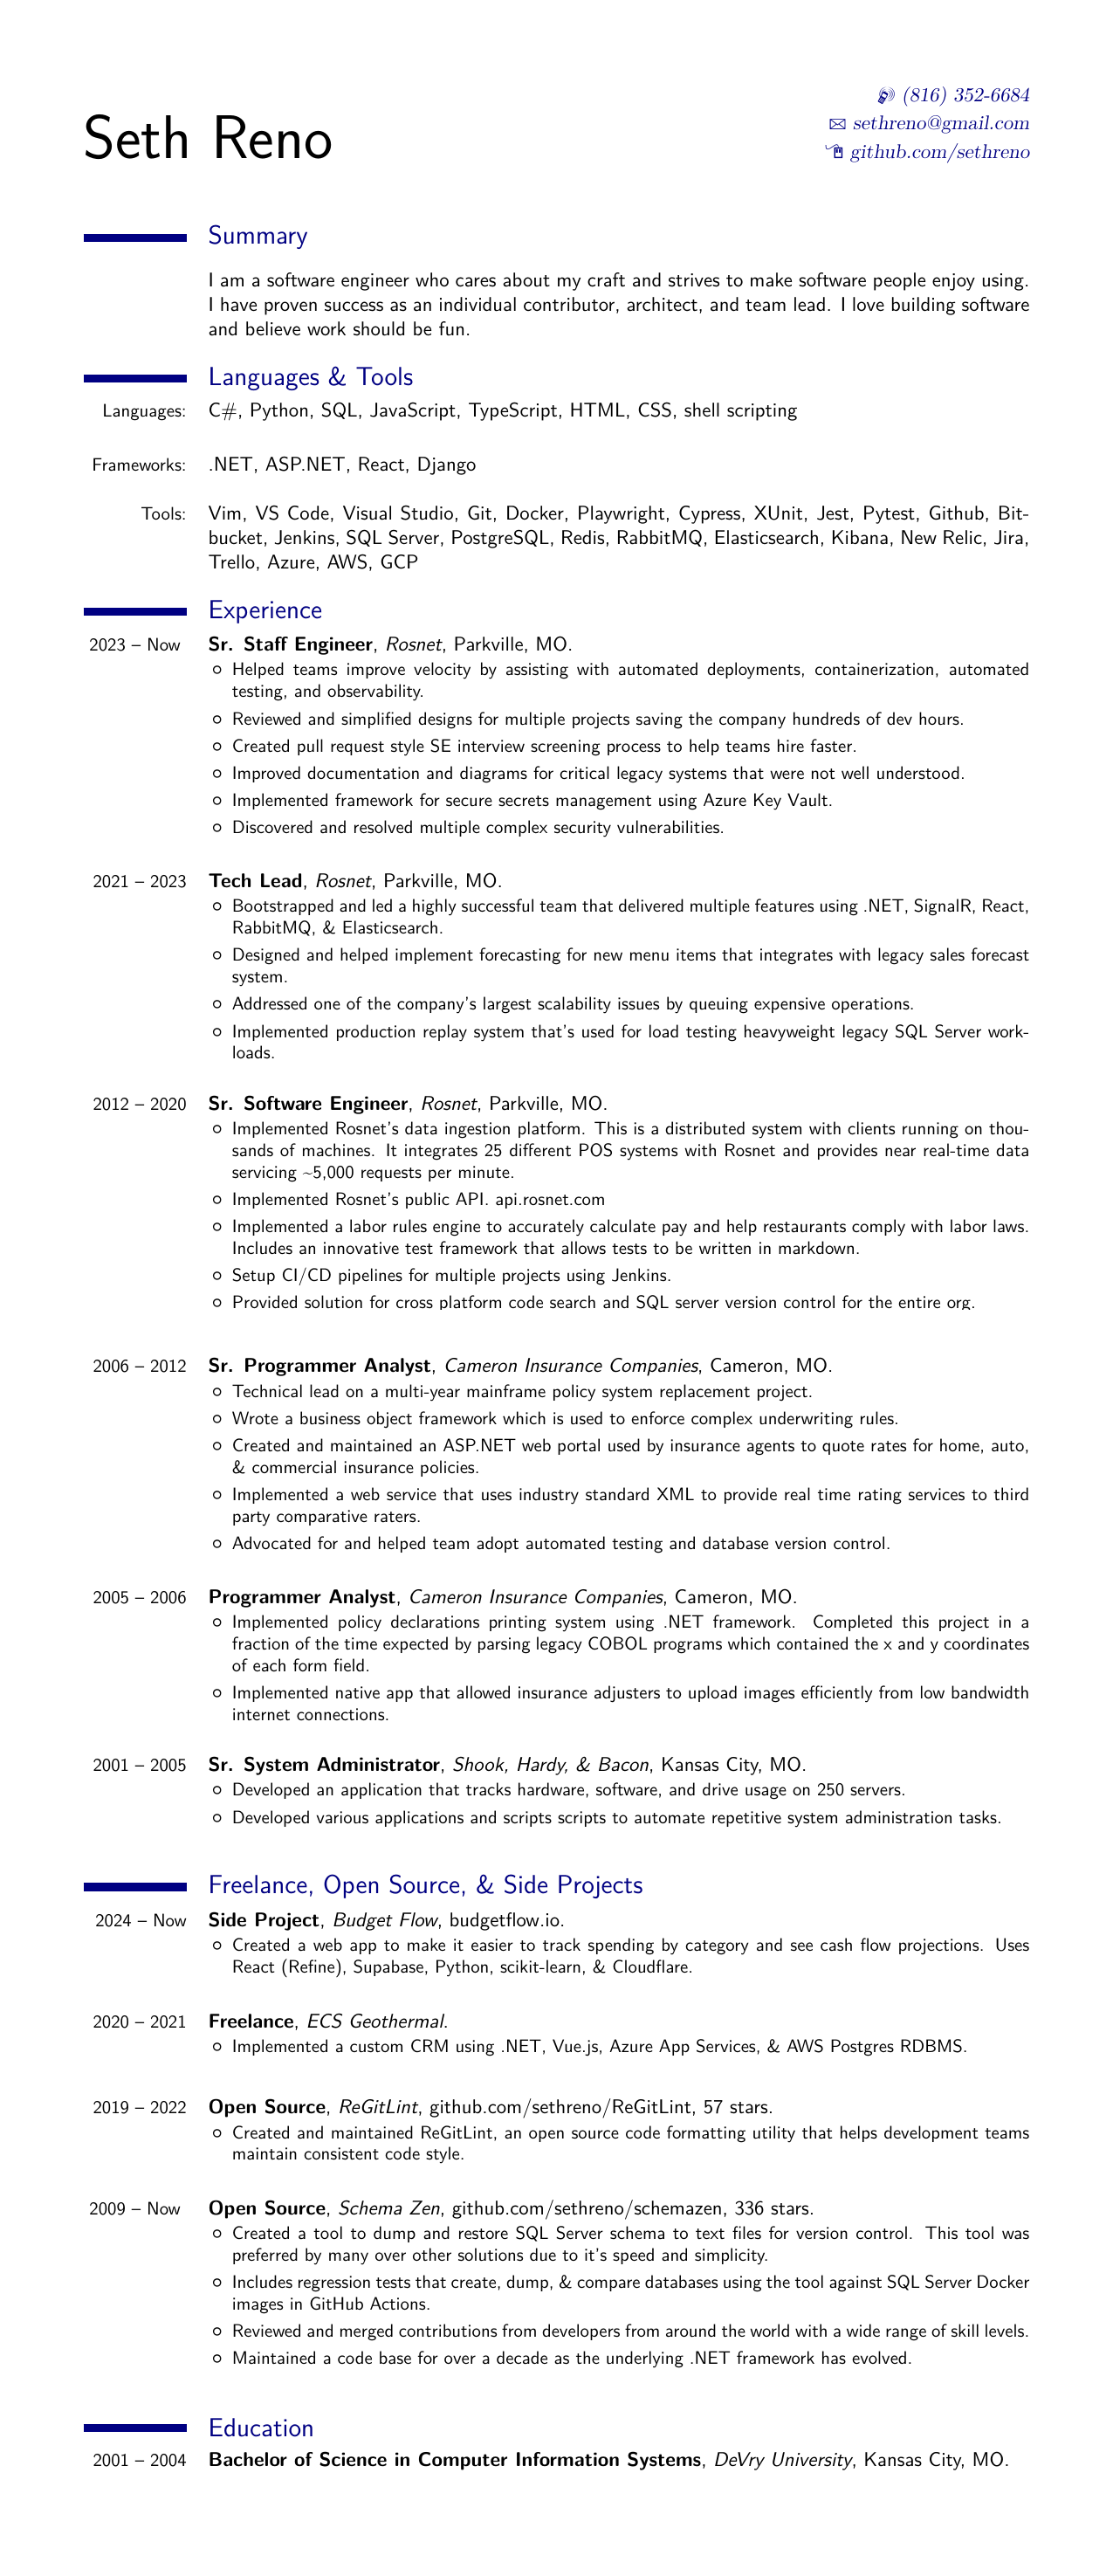 Seth Reno
(816) 352-6684
sethreno@gmail.com
github.com/sethreno
Summary
I am a software engineer who cares about my craft and strives to make software people enjoy using.
I have proven success as an individual contributor, architect, and team lead. I love building software
and believe work should be fun.
Languages & Tools
Languages: C#, Python, SQL, JavaScript, TypeScript, HTML, CSS, shell scripting
Frameworks: .NET, ASP.NET, React, Django
Tools: Vim, VS Code, Visual Studio, Git, Docker, Playwright, Cypress, XUnit, Jest, Pytest, Github, Bit-
bucket, Jenkins, SQL Server, PostgreSQL, Redis, RabbitMQ, Elasticsearch, Kibana, New Relic, Jira,
Trello, Azure, AWS, GCP
Experience
2023 – Now Sr. Staff Engineer, Rosnet, Parkville, MO.
○ Helped teams improve velocity by assisting with automated deployments, containerization, automated
testing, and observability.
○ Reviewed and simplified designs for multiple projects saving the company hundreds of dev hours.
○ Created pull request style SE interview screening process to help teams hire faster.
○ Improved documentation and diagrams for critical legacy systems that were not well understood.
○ Implemented framework for secure secrets management using Azure Key Vault.
○ Discovered and resolved multiple complex security vulnerabilities.
2021 – 2023 Tech Lead, Rosnet, Parkville, MO.
○ Bootstrapped and led a highly successful team that delivered multiple features using .NET, SignalR, React,
RabbitMQ, & Elasticsearch.
○ Designed and helped implement forecasting for new menu items that integrates with legacy sales forecast
system.
○ Addressed one of the company's largest scalability issues by queuing expensive operations.
○ Implemented production replay system that's used for load testing heavyweight legacy SQL Server work-
loads.
2012 – 2020 Sr. Software Engineer, Rosnet, Parkville, MO.
○ Implemented Rosnet's data ingestion platform. This is a distributed system with clients running on thou-
sands of machines. It integrates 25 different POS systems with Rosnet and provides near real-time data
servicing ~5,000 requests per minute.
○ Implemented Rosnet's public API. api.rosnet.com
○ Implemented a labor rules engine to accurately calculate pay and help restaurants comply with labor laws.
Includes an innovative test framework that allows tests to be written in markdown.
○ Setup CI/CD pipelines for multiple projects using Jenkins.
○ Provided solution for cross platform code search and SQL server version control for the entire org.
2006 – 2012 Sr. Programmer Analyst, Cameron Insurance Companies, Cameron, MO.
○ Technical lead on a multi-year mainframe policy system replacement project.
○ Wrote a business object framework which is used to enforce complex underwriting rules.
○ Created and maintained an ASP.NET web portal used by insurance agents to quote rates for home, auto,
& commercial insurance policies.
○ Implemented a web service that uses industry standard XML to provide real time rating services to third
party comparative raters.
○ Advocated for and helped team adopt automated testing and database version control.
2005 – 2006 Programmer Analyst, Cameron Insurance Companies, Cameron, MO.
○ Implemented policy declarations printing system using .NET framework. Completed this project in a
fraction of the time expected by parsing legacy COBOL programs which contained the x and y coordinates
of each form field.
○ Implemented native app that allowed insurance adjusters to upload images efficiently from low bandwidth
internet connections.
2001 – 2005 Sr. System Administrator, Shook, Hardy, & Bacon, Kansas City, MO.
○ Developed an application that tracks hardware, software, and drive usage on 250 servers.
○ Developed various applications and scripts scripts to automate repetitive system administration tasks.
Freelance, Open Source, & Side Projects
2024 – Now Side Project, Budget Flow, budgetflow.io.
○ Created a web app to make it easier to track spending by category and see cash flow projections. Uses
React (Refine), Supabase, Python, scikit-learn, & Cloudflare.
2020 – 2021 Freelance, ECS Geothermal.
○ Implemented a custom CRM using .NET, Vue.js, Azure App Services, & AWS Postgres RDBMS.
2019 – 2022 Open Source, ReGitLint, github.com/sethreno/ReGitLint, 57 stars.
○ Created and maintained ReGitLint, an open source code formatting utility that helps development teams
maintain consistent code style.
2009 – Now Open Source, Schema Zen, github.com/sethreno/schemazen, 336 stars.
○ Created a tool to dump and restore SQL Server schema to text files for version control. This tool was
preferred by many over other solutions due to it's speed and simplicity.
○ Includes regression tests that create, dump, & compare databases using the tool against SQL Server Docker
images in GitHub Actions.
○ Reviewed and merged contributions from developers from around the world with a wide range of skill levels.
○ Maintained a code base for over a decade as the underlying .NET framework has evolved.
Education
2001 – 2004 Bachelor of Science in Computer Information Systems, DeVry University, Kansas City, MO.